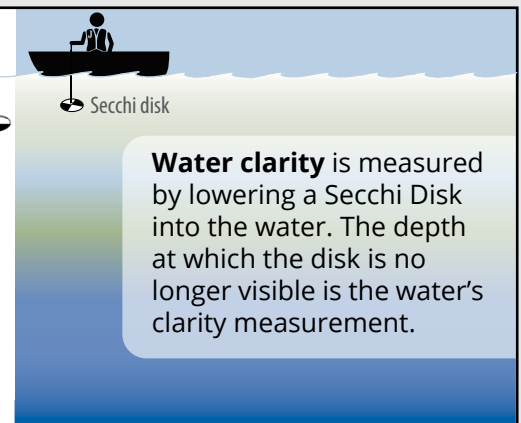 Secchi disk
Water clarity is measured
by lowering a Secchi Disk
into the water. The depth
at which the disk is no
longer visible is the water's
clarity measurement.